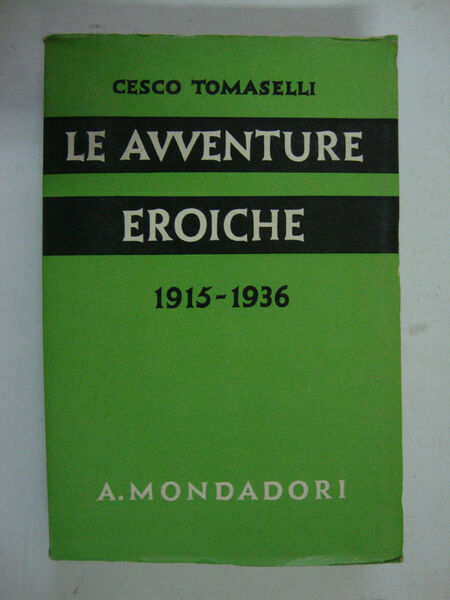 CESCO TOMASELLI
LE AVVENTURE
EROICHE
1915-1936
A. MONDADORI